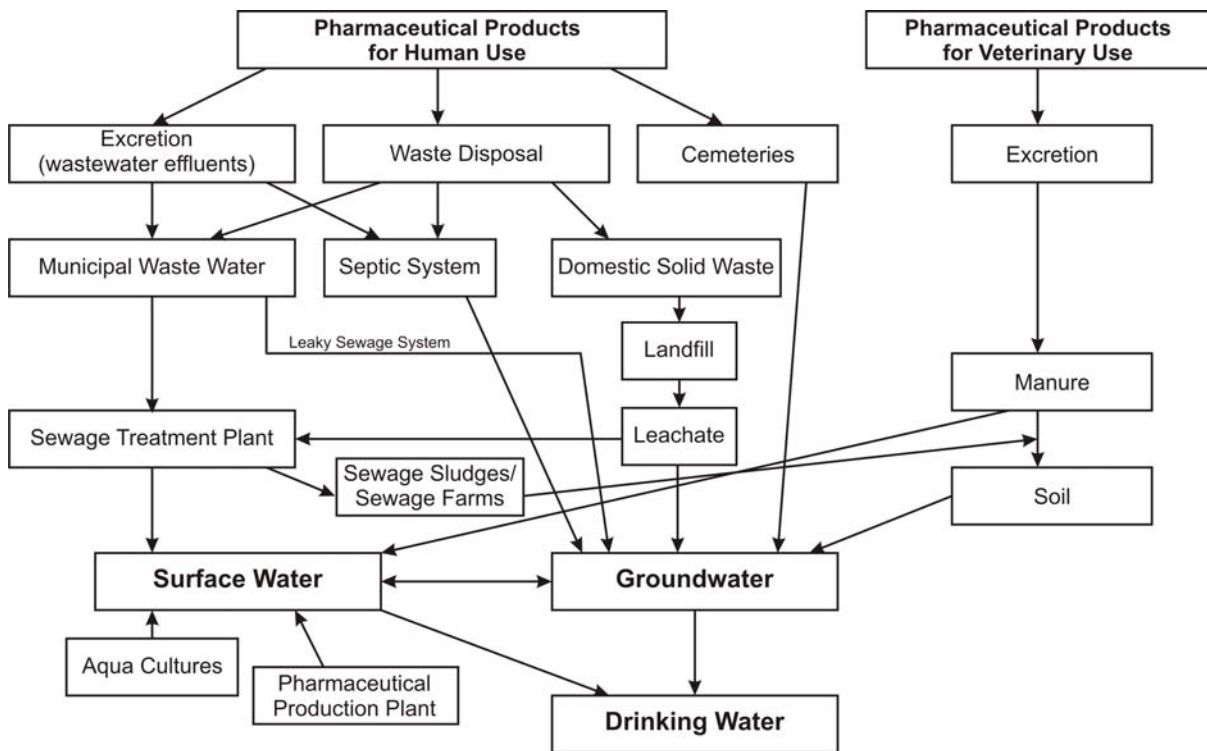 Pharmaceutical Products
for Human Use
Pharmaceutical Products
for Veterinary Use
Excretion
(wastewater effluents)
Waste Disposal
Cemeteries
Excretion
Municipal Waste Water
Septic System
Domestic Solid Waste
Leaky Sewage System
Landfill
Manure
Sewage Treatment Plant
Leachate
Sewage Sludges/
Sewage Farms
Soil
Surface Water
Groundwater
Aqua Cultures
Pharmaceutical
Production Plant
Drinking Water